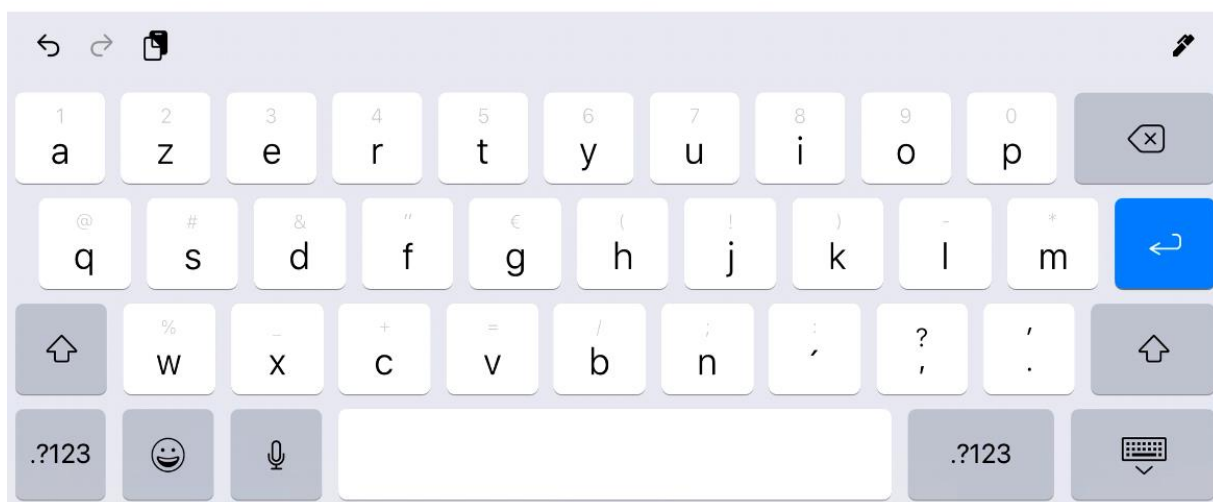 1 2 3 4 5 6 7 8 9 0
a z e r t y u i o p
@ # & " € ( ! ) - *
q s d f g h j k l m
% _ + = / ; : ? '
w x c v b n ´ , .
.?123 .?123